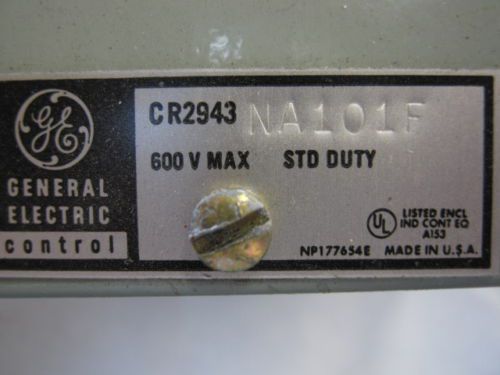 GE
GENERAL
ELECTRIC
control
CR2943 NA101F
600 V MAX STD DUTY
UL
LISTED ENCL
IND CONT EQ
A153
NP177654E MADE IN U.S.A.